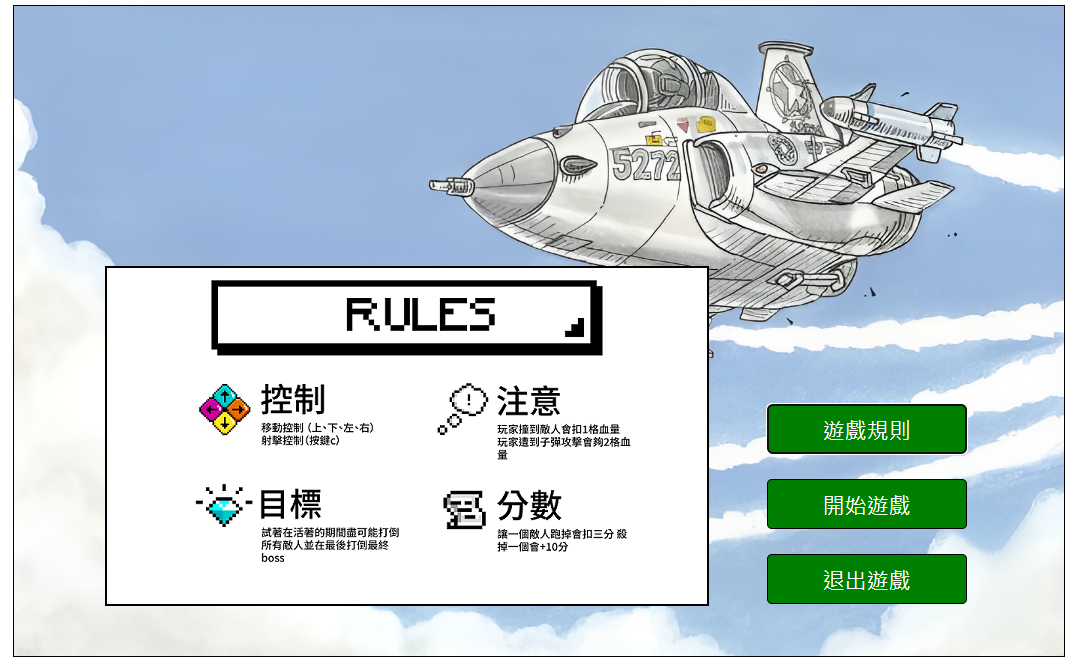 5272
RULES
控制
移動控制 (上、下、左、右)
射擊控制(按鍵c)
注意
玩家撞到敵人會扣1格血量
玩家遭到子彈攻擊會夠2格血
量
目標
試著在活著的期間盡可能打倒
所有敵人並在最後打倒最終
boss
分數
讓一個敵人跑掉會扣三分 殺
掉一個會+10分
遊戲規則
開始遊戲
退出遊戲